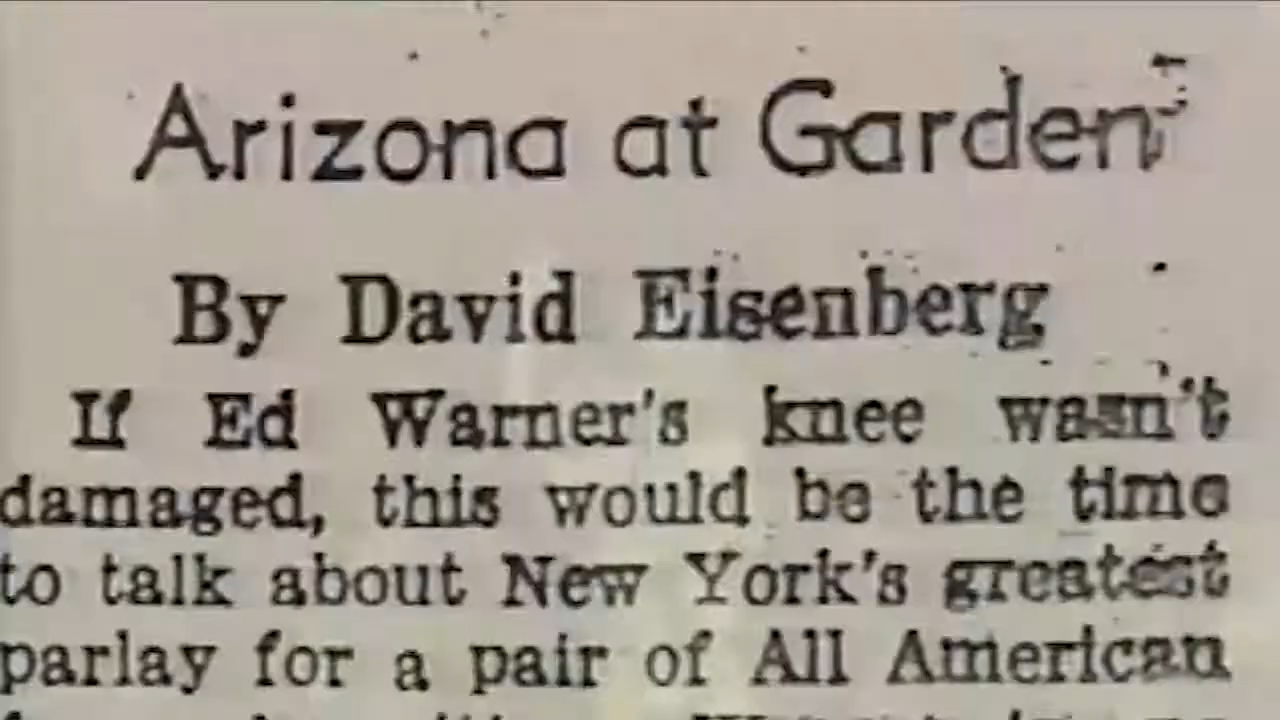 Arizona at Garden
By David Eisenberg
If Ed Warner's knee wasn't
damaged, this would be the time
to talk about New York's greatest
parlay for a pair of All American